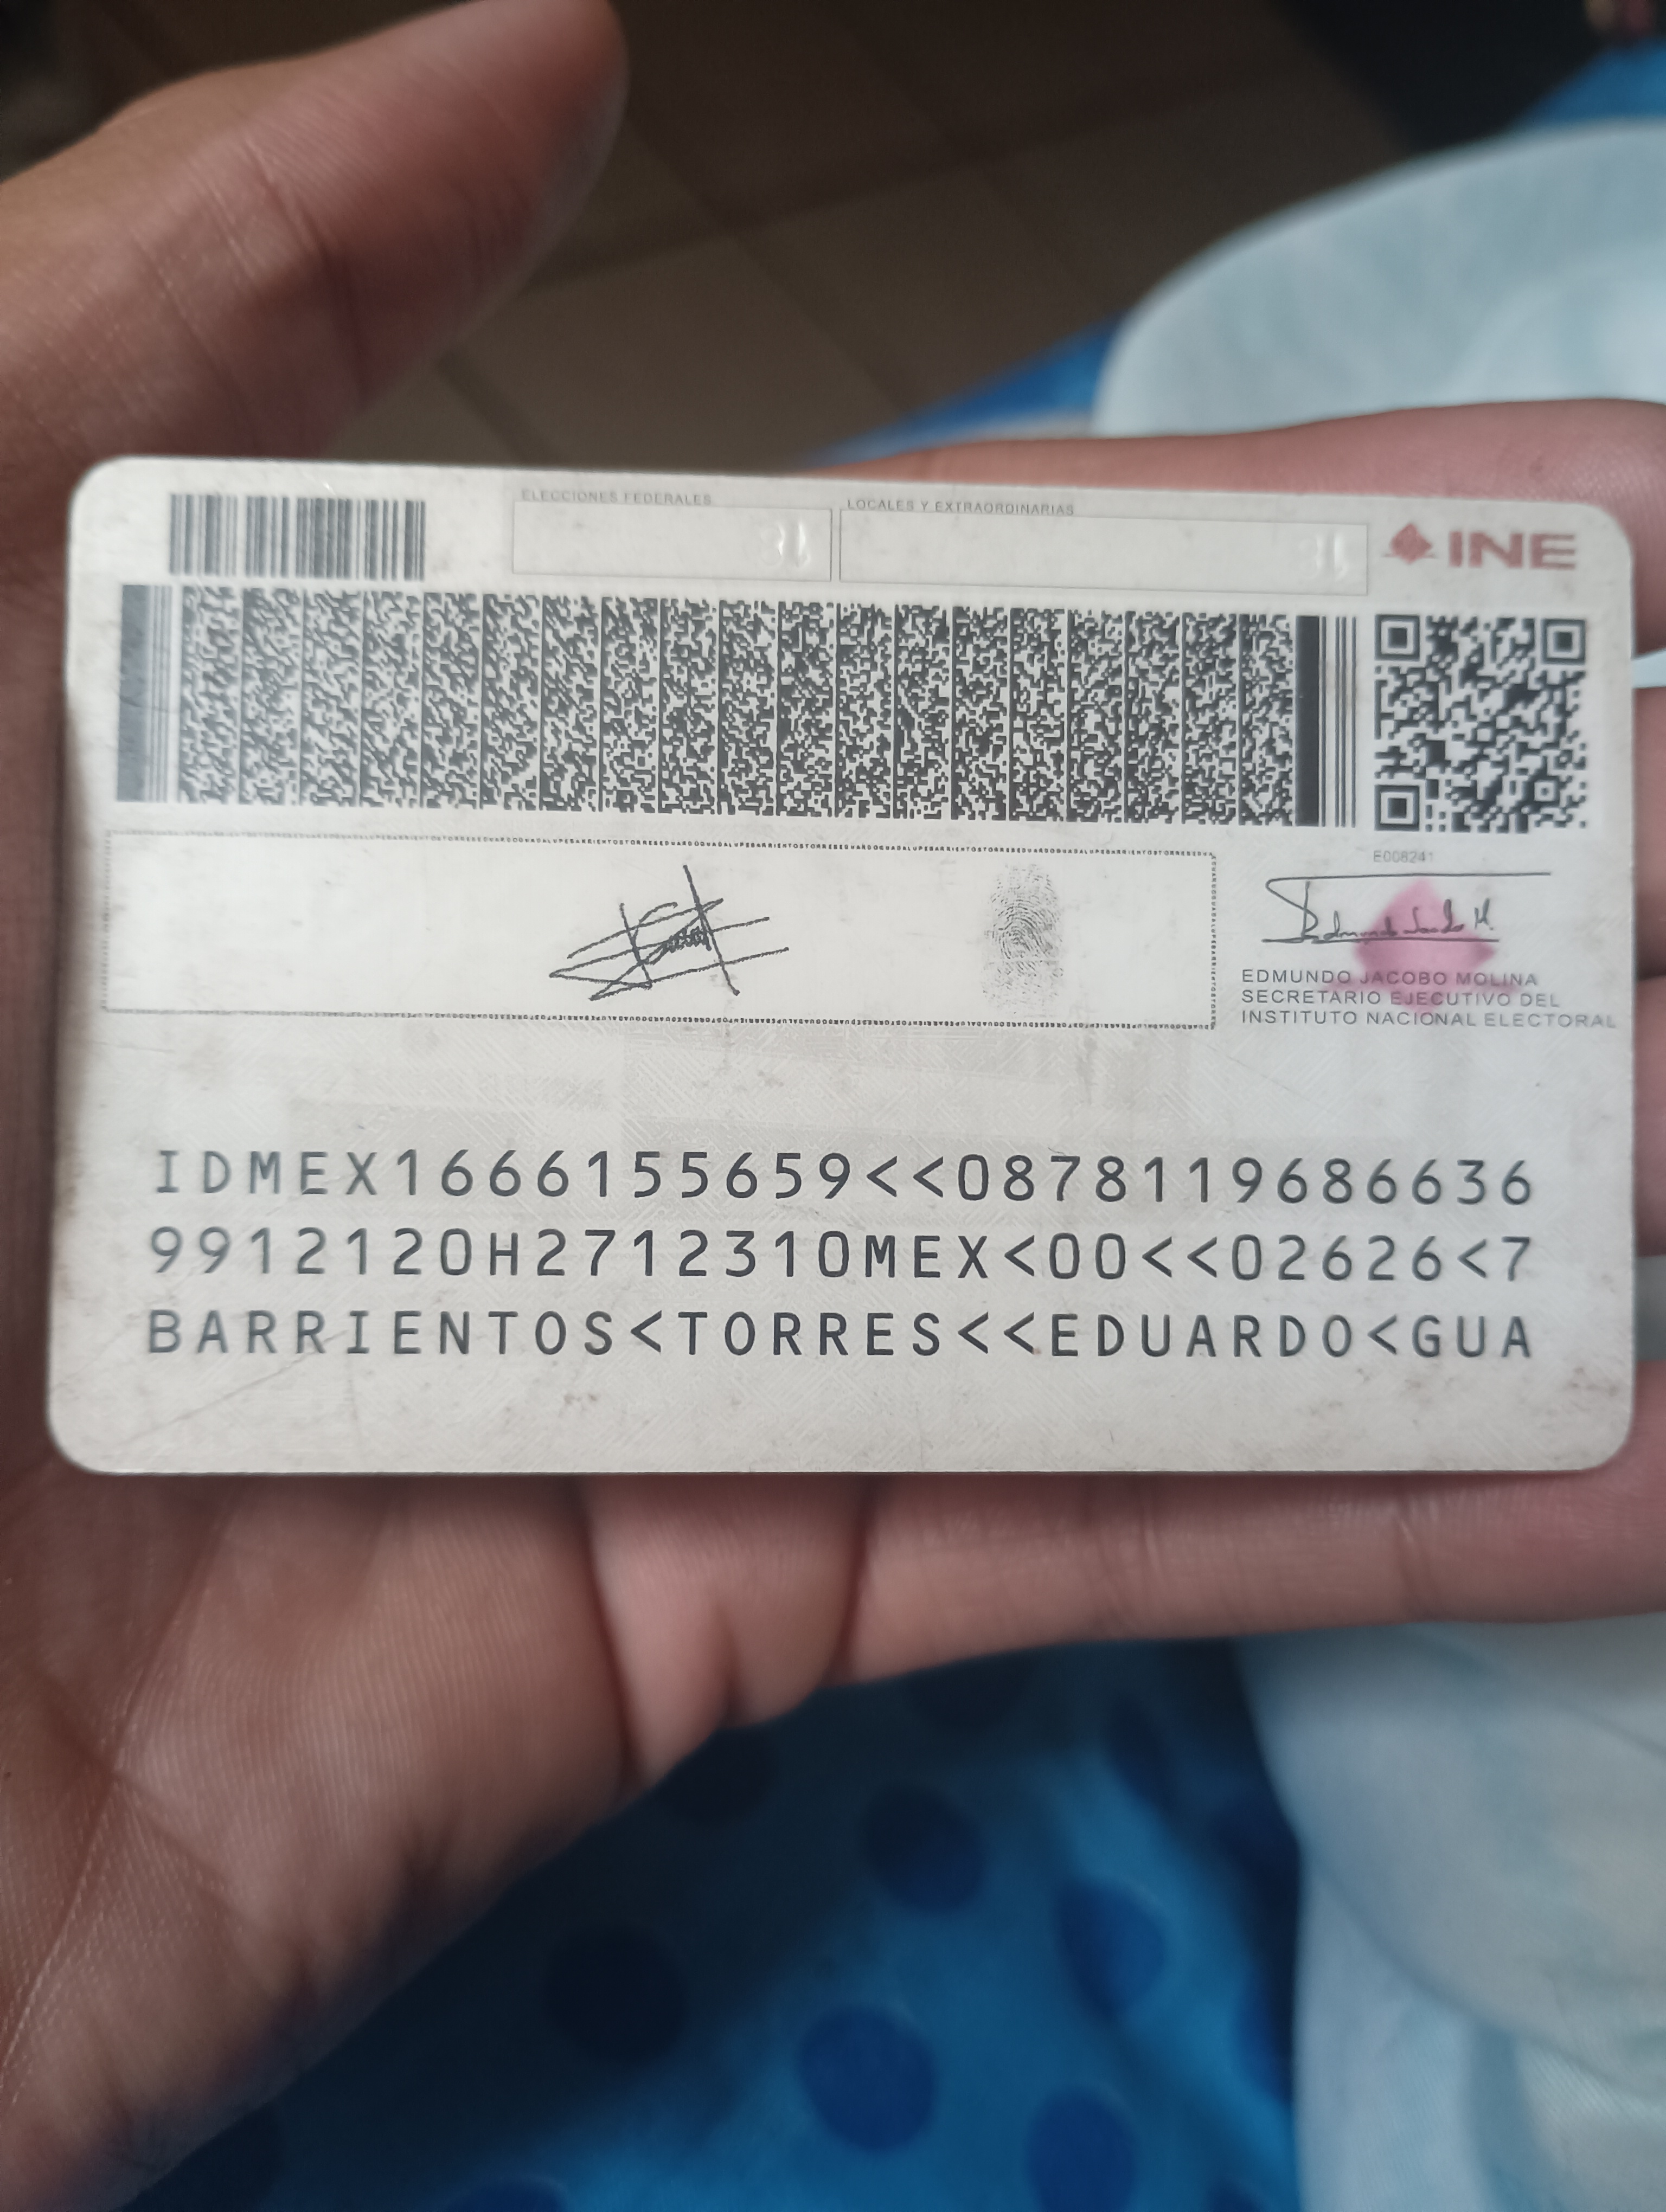 ELECCIONES FEDERALES
LOCALES Y EXTRAORDINARIAS
INE
E008241
EDMUNDO JACOBO MOLINA
SECRETARIO EJECUTIVO DEL
INSTITUTO NACIONAL ELECTORAL
IDMEX1666155659<<0878119686636
9912120H2712310MEX<00<<02626<7
BARRIENTOS<TORRES<<EDUARDO<GUA